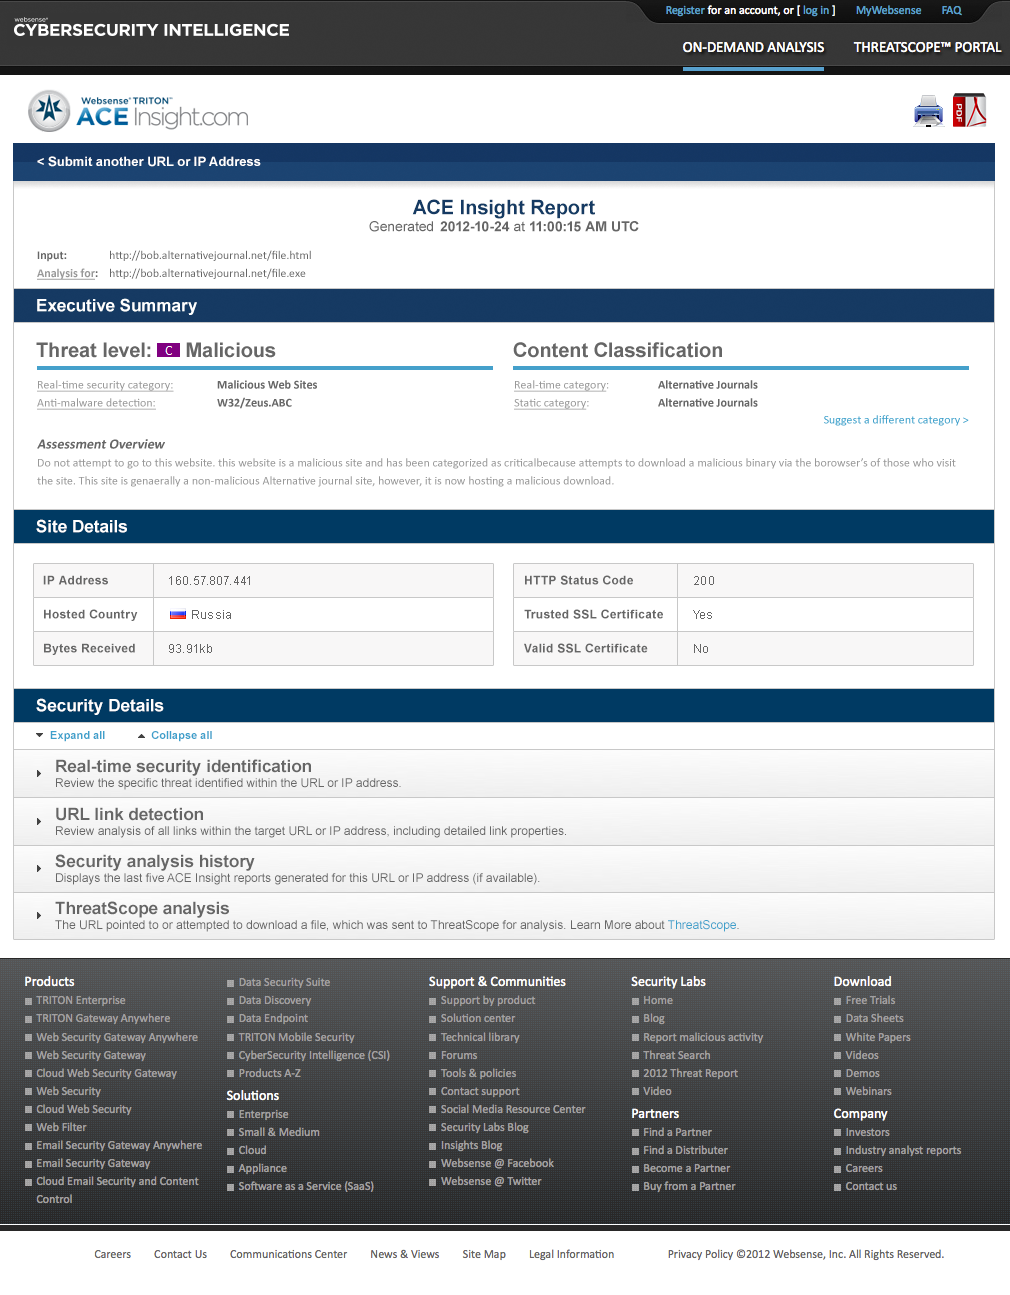 Register for an account, or [ log in ] MyWebsense FAQ
websense®
CYBERSECURITY INTELLIGENCE
ON-DEMAND ANALYSIS THREATSCOPE™ PORTAL
Websense® TRITON™
ACE Insight.com
PDF
< Submit another URL or IP Address
ACE Insight Report
Generated 2012-10-24 at 11:00:15 AM UTC
Input: http://bob.alternativejournal.net/file.html
Analysis for: http://bob.alternativejournal.net/file.exe
Executive Summary
Threat level: C Malicious
Real-time security category: Malicious Web Sites
Anti-malware detection: W32/Zeus.ABC
Content Classification
Real-time category: Alternative Journals
Static category: Alternative Journals
Suggest a different category >
Assessment Overview
Do not attempt to go to this website. this website is a malicious site and has been categorized as criticalbecause attempts to download a malicious binary via the borowser's of those who visit
the site. This site is genaerally a non-malicious Alternative journal site, however, it is now hosting a malicious download.
Site Details
IP Address 160.57.807.441
Hosted Country Russia
Bytes Received 93.91kb
HTTP Status Code 200
Trusted SSL Certificate Yes
Valid SSL Certificate No
Security Details
Expand all Collapse all
Real-time security identification
Review the specific threat identified within the URL or IP address.
URL link detection
Review analysis of all links within the target URL or IP address, including detailed link properties.
Security analysis history
Displays the last five ACE Insight reports generated for this URL or IP address (if available).
ThreatScope analysis
The URL pointed to or attempted to download a file, which was sent to ThreatScope for analysis. Learn More about ThreatScope.
Products
TRITON Enterprise
TRITON Gateway Anywhere
Web Security Gateway Anywhere
Web Security Gateway
Cloud Web Security Gateway
Web Security
Cloud Web Security
Web Filter
Email Security Gateway Anywhere
Email Security Gateway
Cloud Email Security and Content
Control
Data Security Suite
Data Discovery
Data Endpoint
TRITON Mobile Security
CyberSecurity Intelligence (CSI)
Products A-Z
Solutions
Enterprise
Small & Medium
Cloud
Appliance
Software as a Service (SaaS)
Support & Communities
Support by product
Solution center
Technical library
Forums
Tools & policies
Contact support
Social Media Resource Center
Security Labs Blog
Insights Blog
Websense @ Facebook
Websense @ Twitter
Security Labs
Home
Blog
Report malicious activity
Threat Search
2012 Threat Report
Video
Partners
Find a Partner
Find a Distributer
Become a Partner
Buy from a Partner
Download
Free Trials
Data Sheets
White Papers
Videos
Demos
Webinars
Company
Investors
Industry analyst reports
Careers
Contact us
Careers Contact Us Communications Center News & Views Site Map Legal Information Privacy Policy ©2012 Websense, Inc. All Rights Reserved.